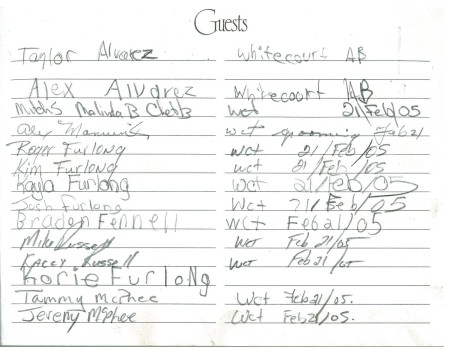 Guests
Taylor Alvarez Whitecourt AB
Alex Alvarez Whitecourt AB
Mitch S Malinda B Chet B Wct 21/Feb/05
Wct Feb 21
Roger Furlong Wct 21/Feb/05
Kim Furlong wct 21/Feb/05
Kayla Furlong Wct 21/Feb/05
Josh Furlong Wct 21/Feb/05
Braden Fennell Wct Feb 21/05
Mike Russell Wct Feb 21/05
Kacey Russell Wct Feb 21/05
Korie Furlong
Tammy McPhee Wct Feb 21/05.
Jeremy McPhee Wct Feb 21/05.